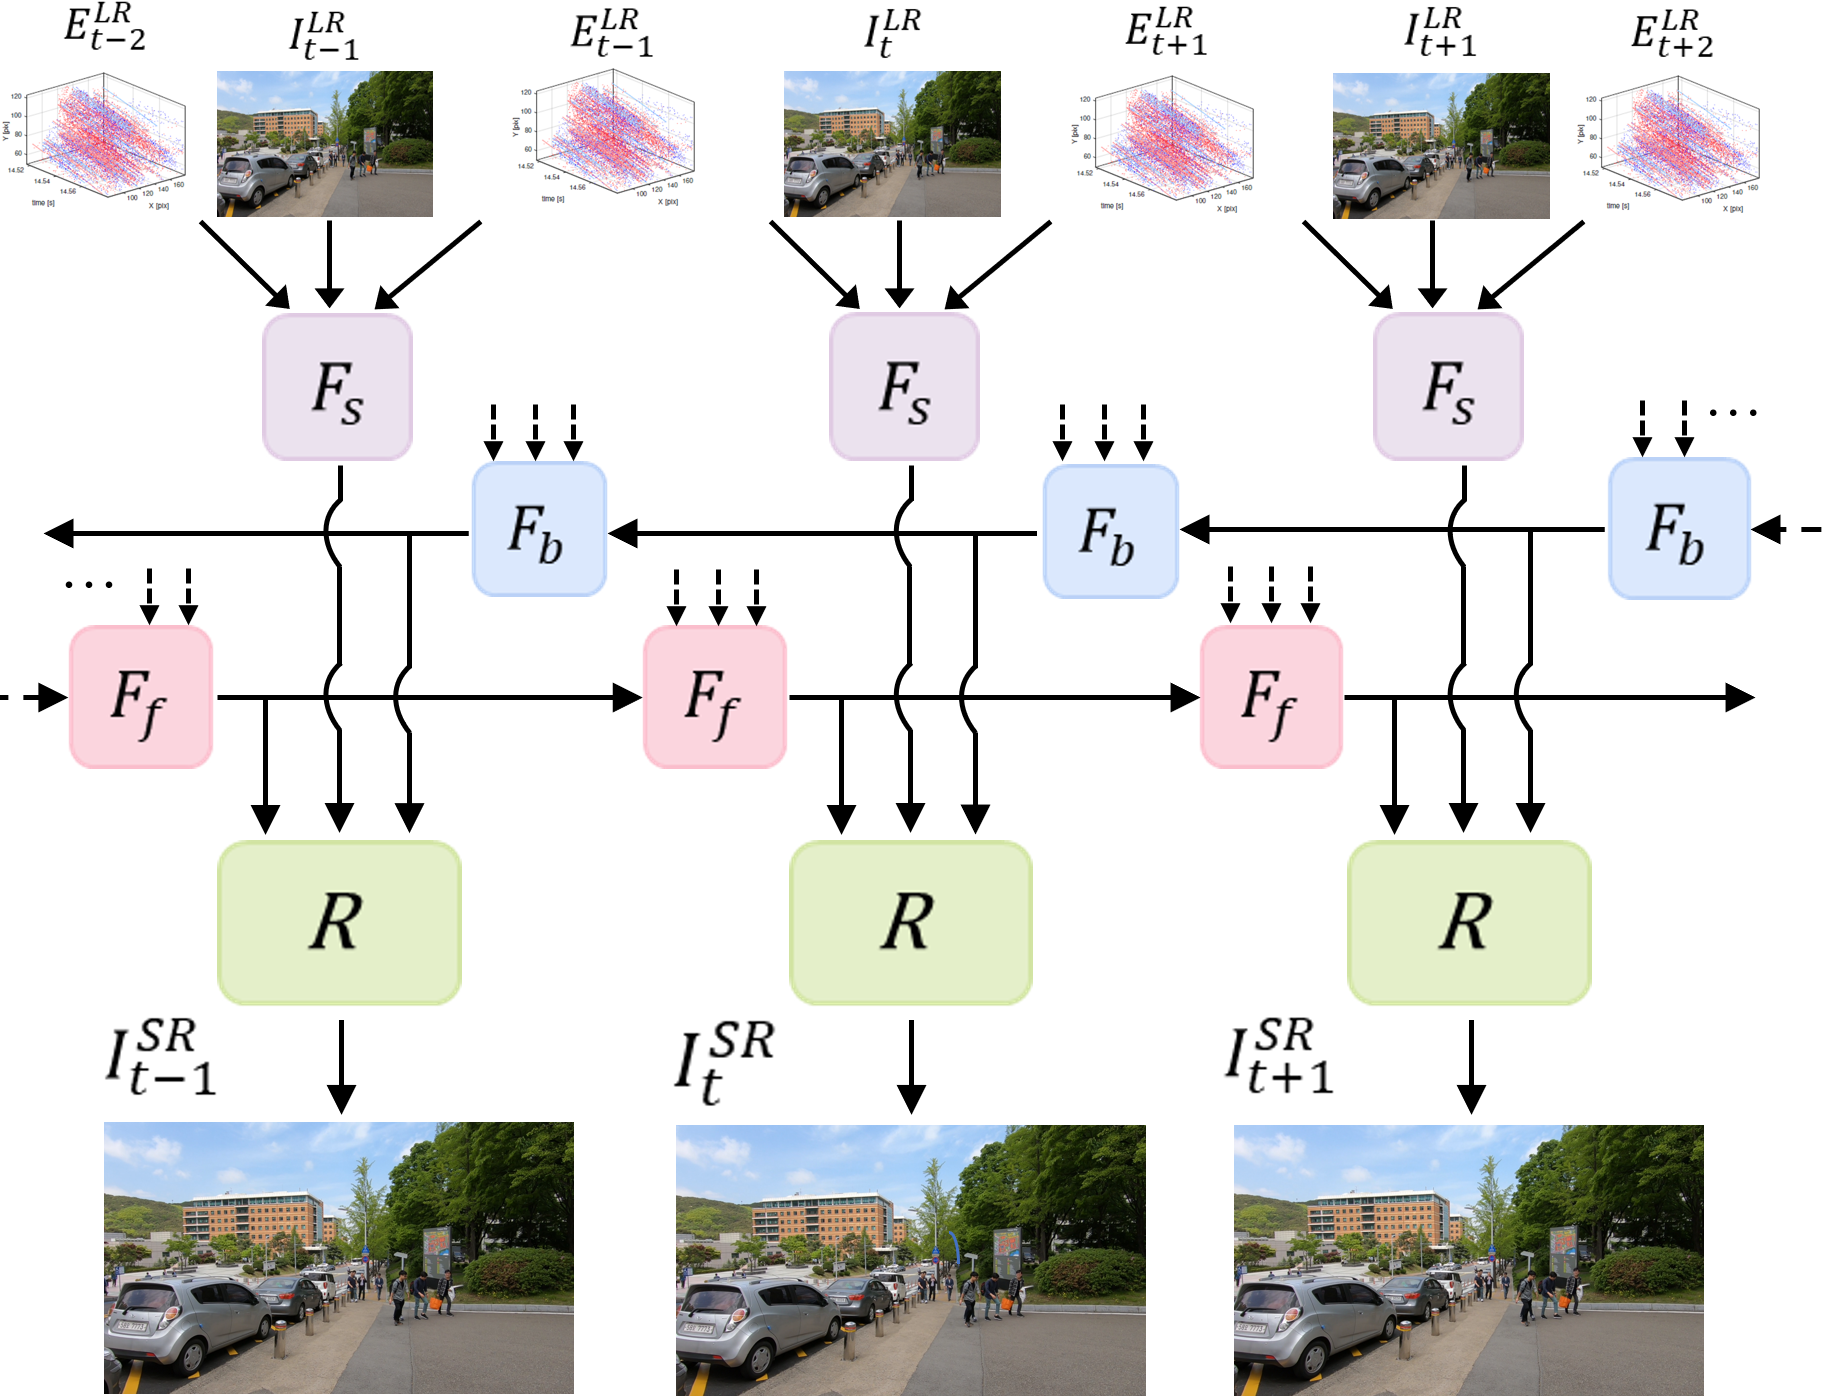 E_{t-2}^{LR} I_{t-1}^{LR} E_{t-1}^{LR} I_t^{LR} E_{t+1}^{LR} I_{t+1}^{LR} E_{t+2}^{LR}
120 100 80 60 Y [pix] 14.52 14.54 14.56 time [s] 100 120 140 160 X [pix]
120 100 80 60 Y [pix] 14.52 14.54 14.56 time [s] 100 120 140 160 X [pix]
120 100 80 60 Y [pix] 14.52 14.54 14.56 time [s] 100 120 140 160 X [pix]
120 100 80 60 Y [pix] 14.52 14.54 14.56 time [s] 100 120 140 160 X [pix]
F_s F_s F_s
...
F_b F_b F_b
...
F_f F_f F_f
R R R
I_{t-1}^{SR} I_t^{SR} I_{t+1}^{SR}